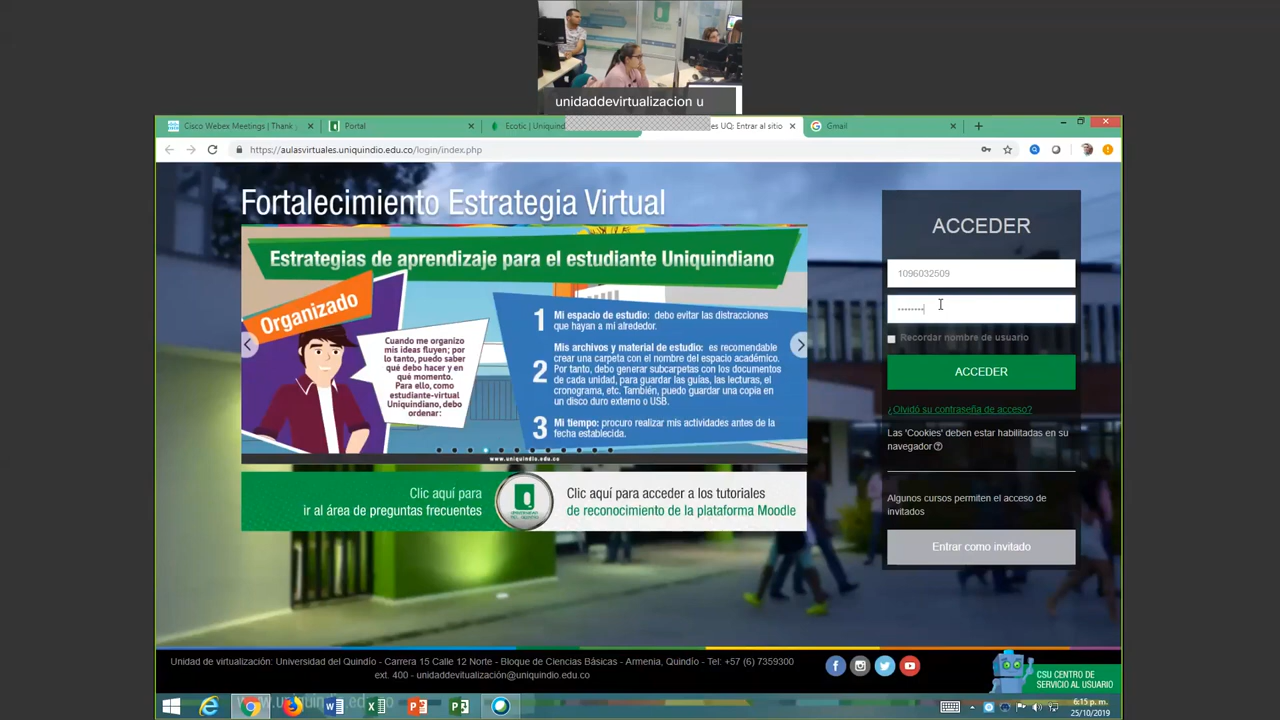 unidaddevirtualizacion u
Cisco Webex Meetings | Thank
Portal
Ecotic | Uniquind
es UQ: Entrar al sitio
Gmail
https://aulasvirtuales.uniquindio.edu.co/login/index.php
Fortalecimiento Estrategia Virtual
Estrategias de aprendizaje para el estudiante Uniquindiano
Organizado
Cuando me organizo
mis ideas fluyen; por
lo tanto, puedo saber
qué debo hacer y en
qué momento.
Para ello, como
estudiante-virtual
Uniquindiano, debo
ordenar:
1 Mi espacio de estudio: debo evitar las distracciones
que hayan a mi alrededor.
2 Mis archivos y material de estudio: es recomendable
crear una carpeta con el nombre del espacio académico.
Por tanto, debo generar subcarpetas con los documentos
de cada unidad, para guardar las guías, las lecturas, el
cronograma, etc. También, puedo guardar una copia en
un disco duro externo o USB.
3 Mi tiempo: procuro realizar mis actividades antes de la
fecha establecida.
www.uniquindio.edu.co
Clic aquí para
ir al área de preguntas frecuentes
Clic aquí para acceder a los tutoriales
de reconocimiento de la plataforma Moodle
ACCEDER
1096032509
Recordar nombre de usuario
ACCEDER
¿Olvidó su contraseña de acceso?
Las 'Cookies' deben estar habilitadas en su
navegador
Algunos cursos permiten el acceso de
invitados
Entrar como invitado
Unidad de virtualización: Universidad del Quindío - Carrera 15 Calle 12 Norte - Bloque de Ciencias Básicas - Armenia, Quindío - Tel: +57 (6) 7359300
ext. 400 - unidaddevitualización@uniquindio.edu.co
CSU CENTRO DE
SERVICIO AL USUARIO
6:15 p. m.
25/10/2019